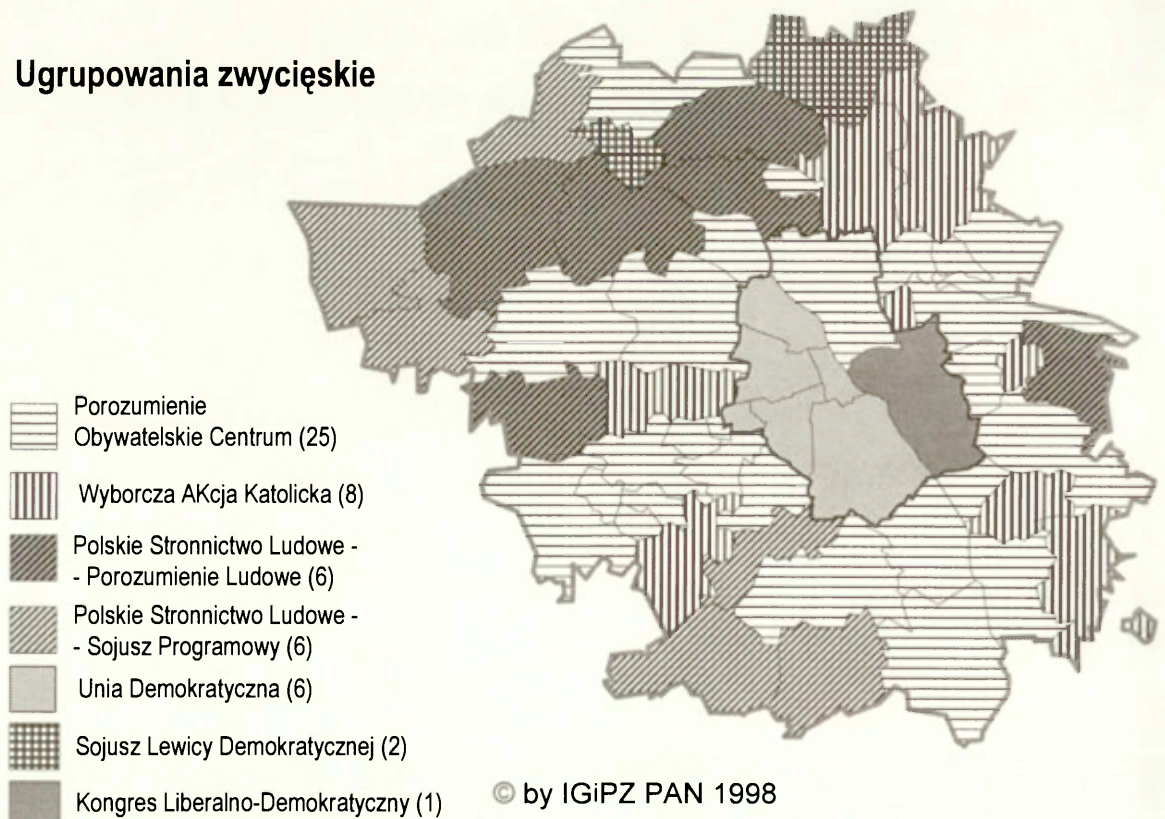 Ugrupowania zwycięskie
Porozumienie
Obywatelskie Centrum (25)
Wyborcza AKcja Katolicka (8)
Polskie Stronnictwo Ludowe -
- Porozumienie Ludowe (6)
Polskie Stronnictwo Ludowe -
- Sojusz Programowy (6)
Unia Demokratyczna (6)
Sojusz Lewicy Demokratycznej (2)
Kongres Liberalno-Demokratyczny (1)
© by IGiPZ PAN 1998